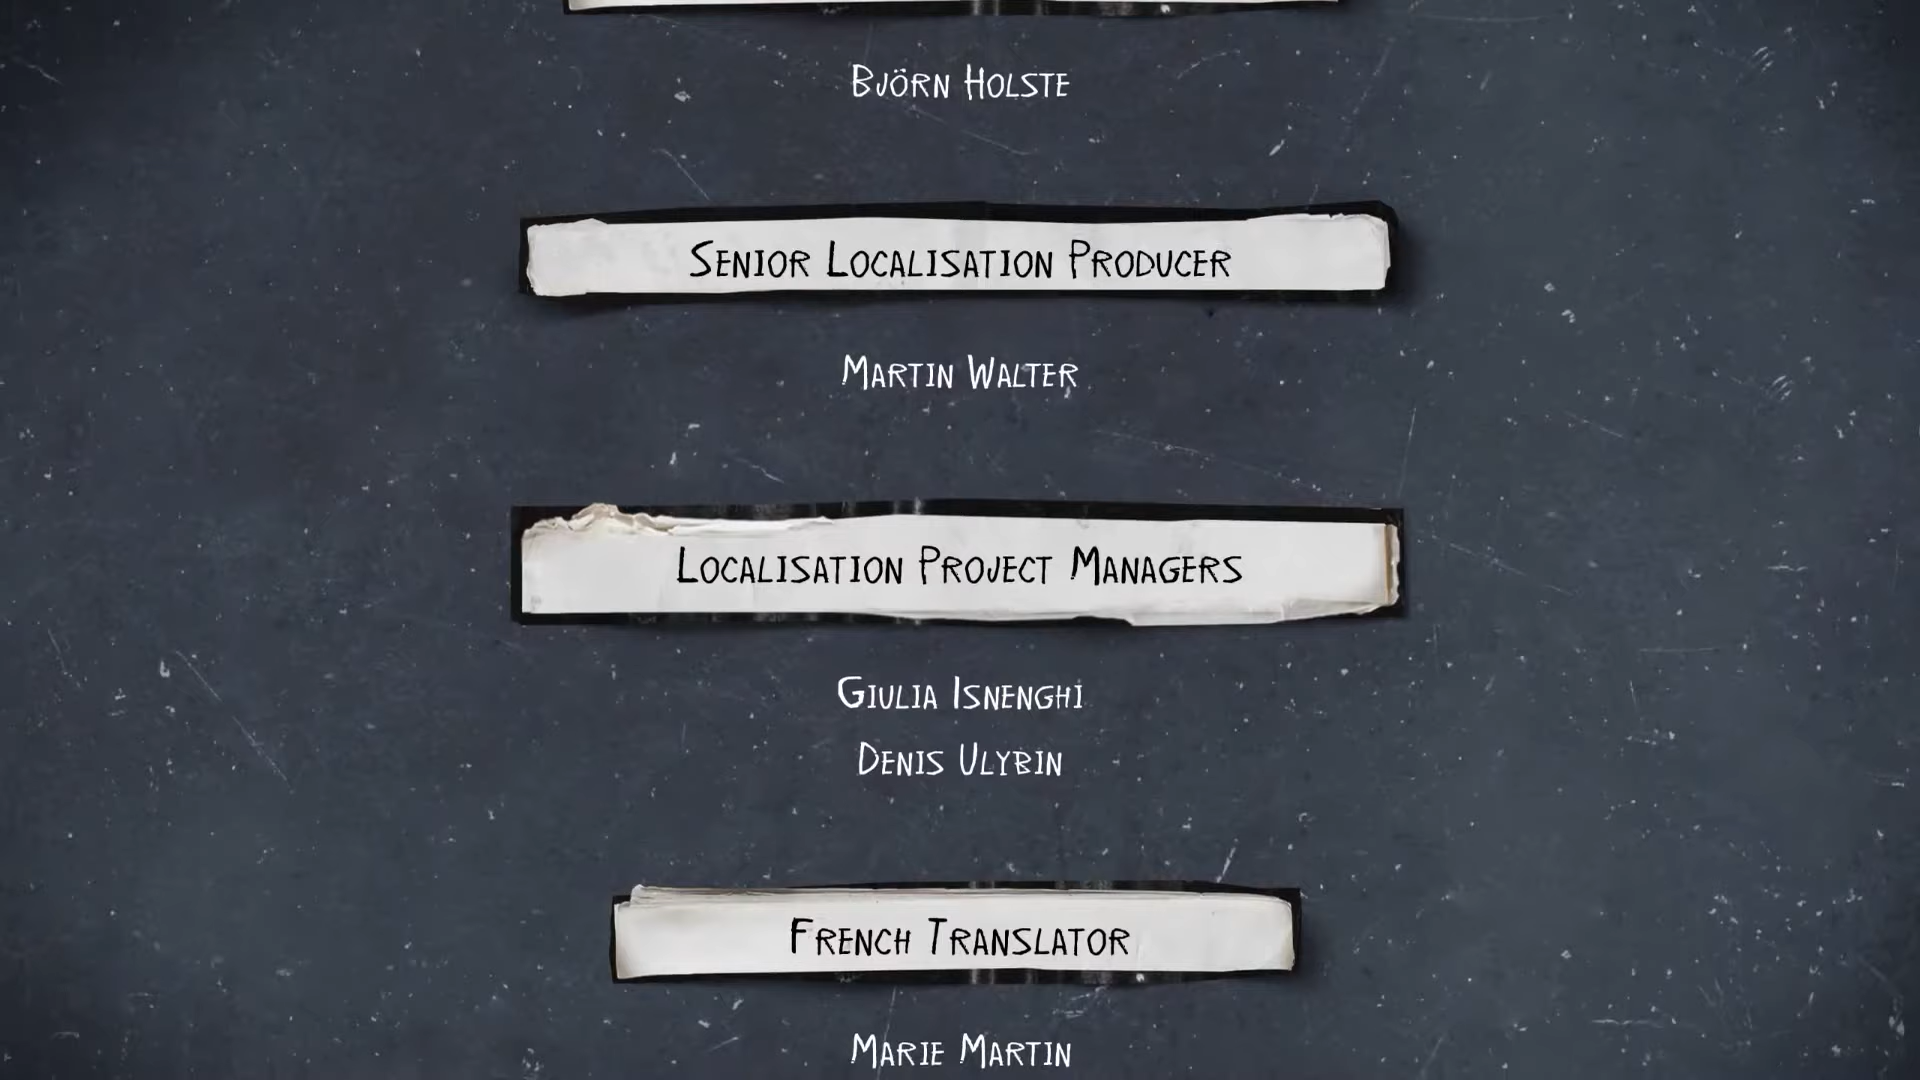 Björn Holste
Senior Localisation Producer
Martin Walter
Localisation Project Managers
Giulia Isnenghi
Denis Ulybin
French Translator
Marie Martin